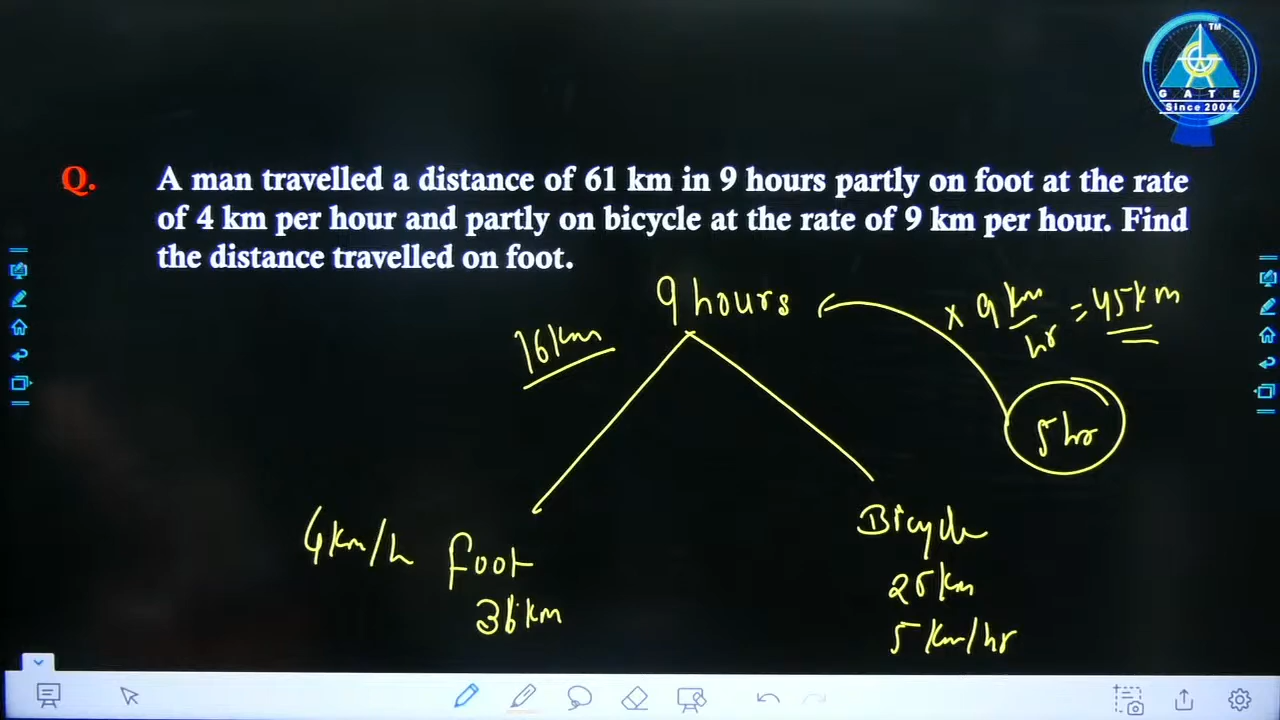 TM
GATE
Since 2004
Q. A man travelled a distance of 61 km in 9 hours partly on foot at the rate
of 4 km per hour and partly on bicycle at the rate of 9 km per hour. Find
the distance travelled on foot.
9 hours
x 9 km/hr = 45 km
16 km
5 hr
4 km/h foot
36 km
Bicycle
25 km
5 km/hr